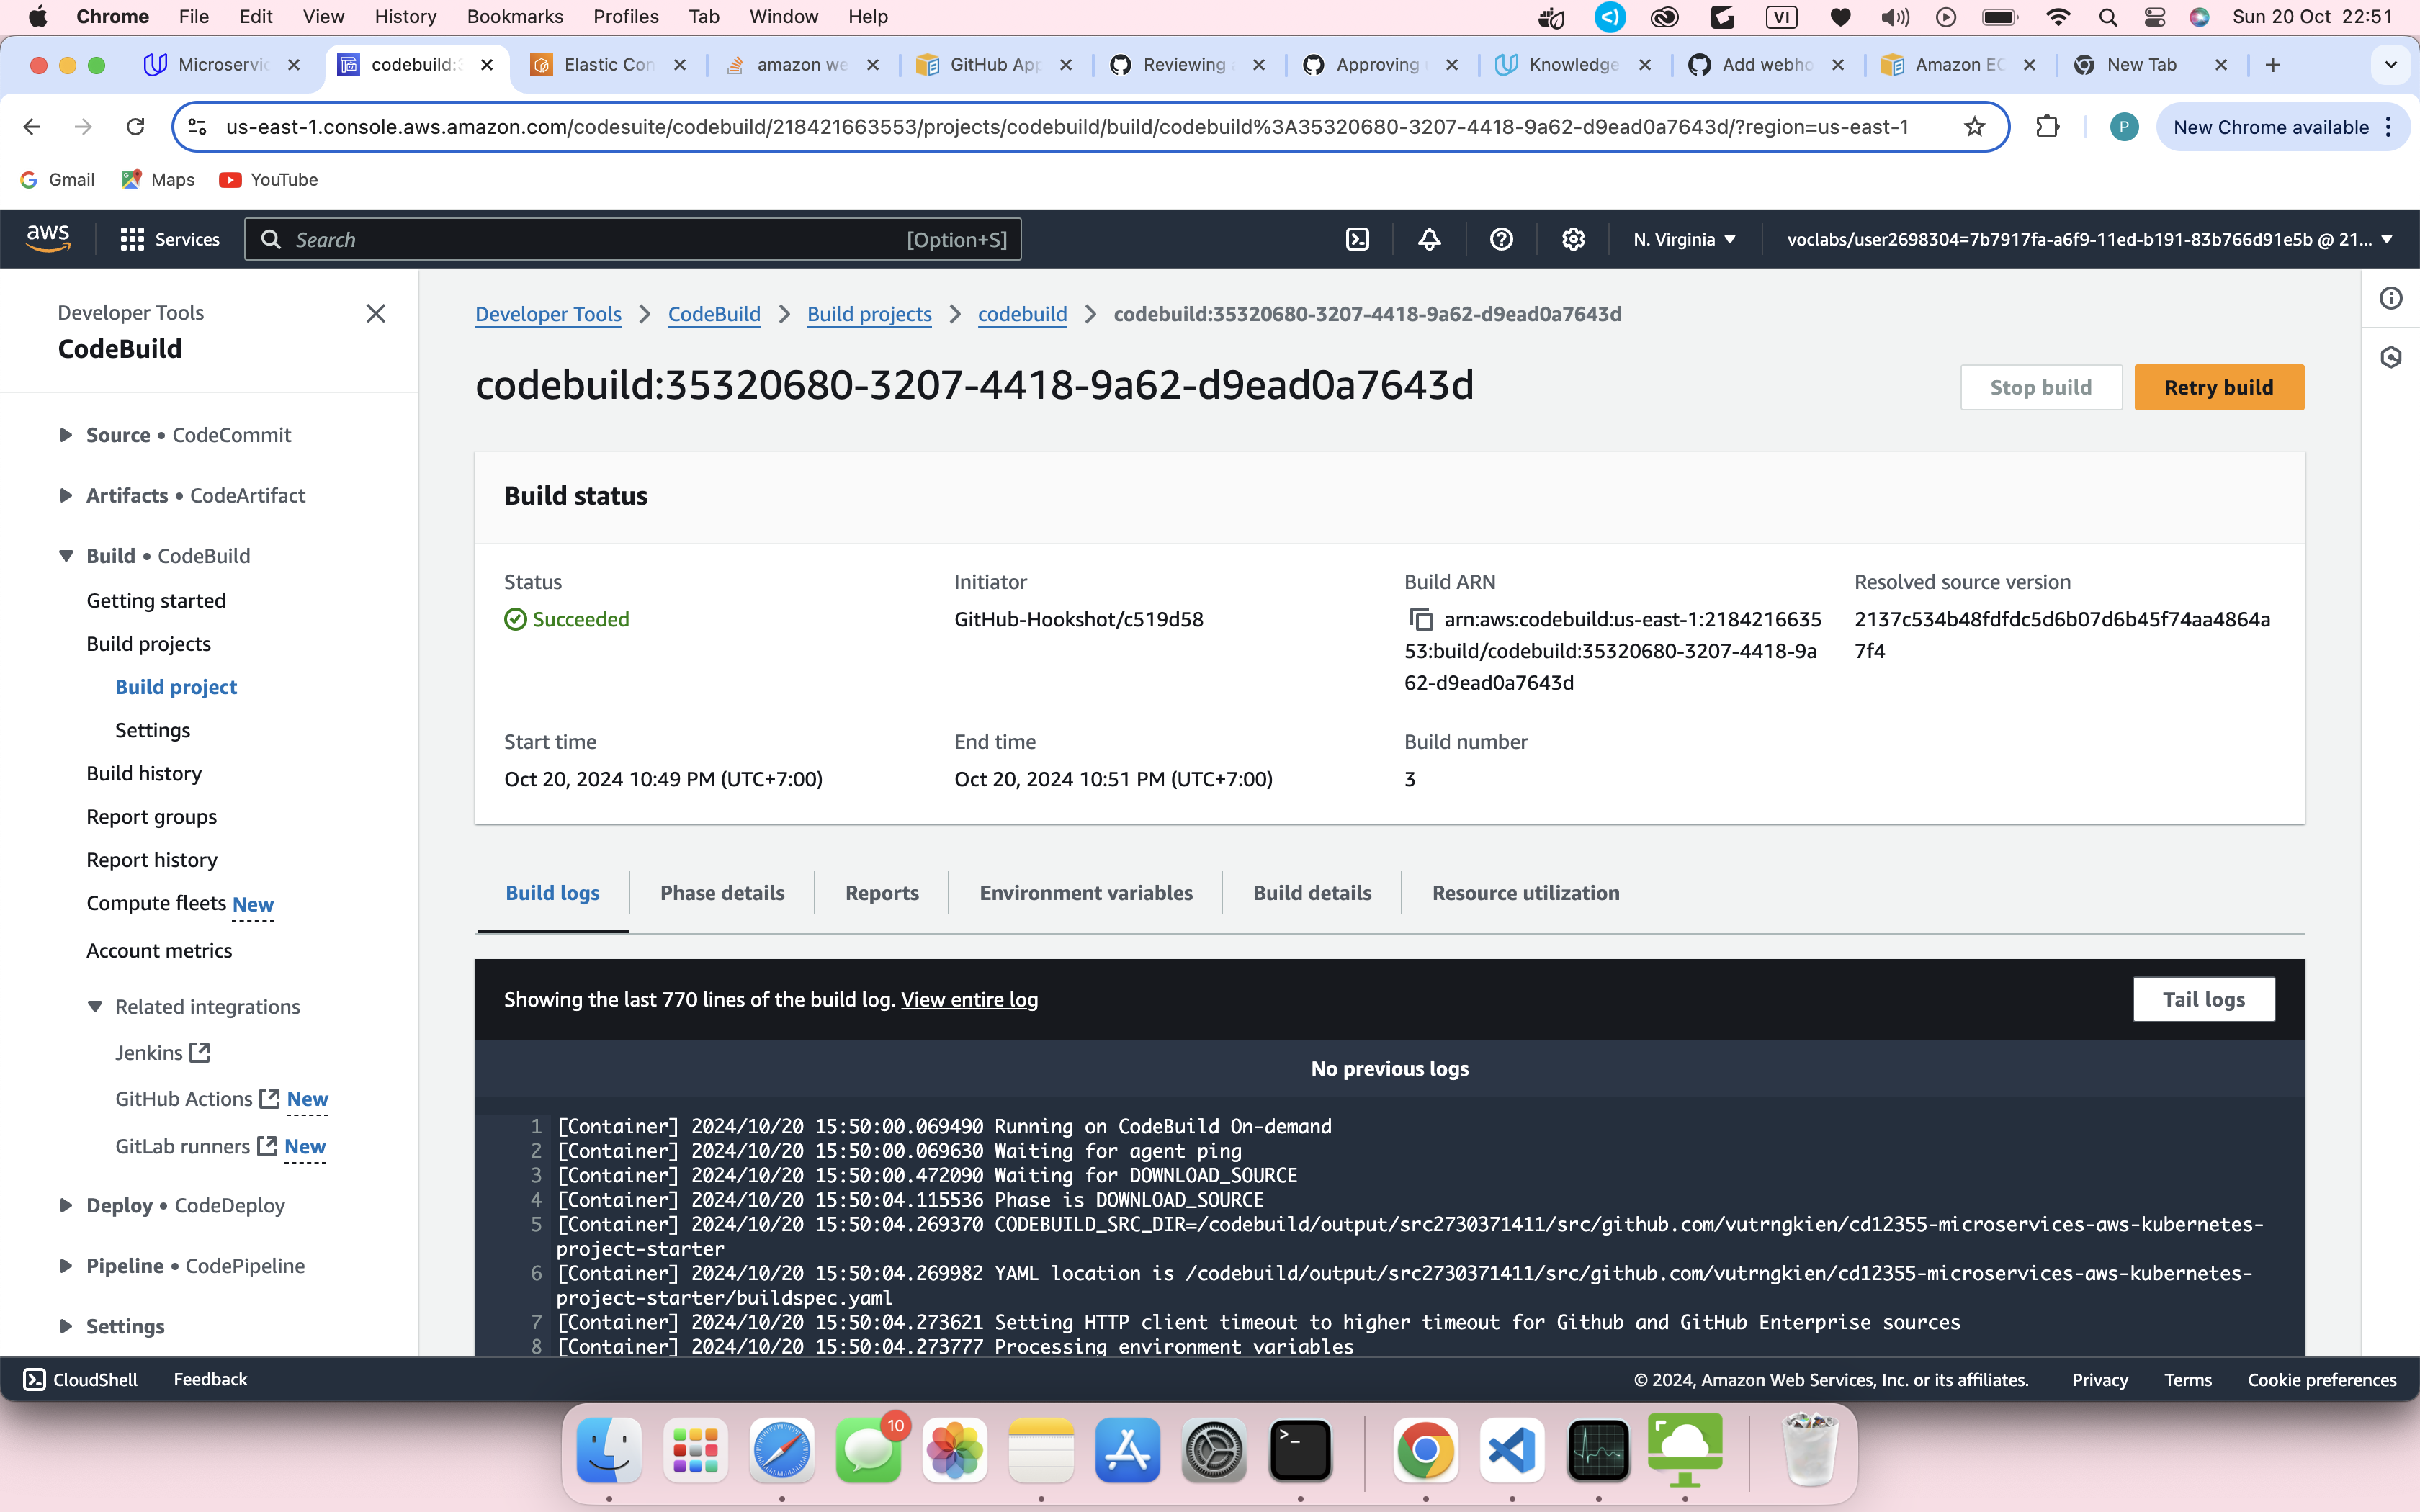 Chrome File Edit View History Bookmarks Profiles Tab Window Help
VI
Sun 20 Oct 22:51
Microservic
codebuild:3
Elastic Con
amazon we
GitHub App
Reviewing
Approving
Knowledge
Add webho
Amazon EC
New Tab
us-east-1.console.aws.amazon.com/codesuite/codebuild/218421663553/projects/codebuild/build/codebuild%3A35320680-3207-4418-9a62-d9ead0a7643d/?region=us-east-1
P
New Chrome available
Gmail Maps YouTube
aws Services Search [Option+S] N. Virginia voclabs/user2698304=7b7917fa-a6f9-11ed-b191-83b766d91e5b @ 21...
Developer Tools
CodeBuild
Source • CodeCommit
Artifacts • CodeArtifact
Build • CodeBuild
Getting started
Build projects
Build project
Settings
Build history
Report groups
Report history
Compute fleets New
Account metrics
Related integrations
Jenkins
GitHub Actions New
GitLab runners New
Deploy • CodeDeploy
Pipeline • CodePipeline
Settings
Developer Tools CodeBuild Build projects codebuild codebuild:35320680-3207-4418-9a62-d9ead0a7643d
codebuild:35320680-3207-4418-9a62-d9ead0a7643d
Stop build
Retry build
Build status
Status
Succeeded
Initiator
GitHub-Hookshot/c519d58
Build ARN
arn:aws:codebuild:us-east-1:2184216635
53:build/codebuild:35320680-3207-4418-9a
62-d9ead0a7643d
Resolved source version
2137c534b48fdfdc5d6b07d6b45f74aa4864a
7f4
Start time
Oct 20, 2024 10:49 PM (UTC+7:00)
End time
Oct 20, 2024 10:51 PM (UTC+7:00)
Build number
3
Build logs Phase details Reports Environment variables Build details Resource utilization
Showing the last 770 lines of the build log. View entire log
Tail logs
No previous logs
1 [Container] 2024/10/20 15:50:00.069490 Running on CodeBuild On-demand
2 [Container] 2024/10/20 15:50:00.069630 Waiting for agent ping
3 [Container] 2024/10/20 15:50:00.472090 Waiting for DOWNLOAD_SOURCE
4 [Container] 2024/10/20 15:50:04.115536 Phase is DOWNLOAD_SOURCE
5 [Container] 2024/10/20 15:50:04.269370 CODEBUILD_SRC_DIR=/codebuild/output/src2730371411/src/github.com/vutrngkien/cd12355-microservices-aws-kubernetes-
project-starter
6 [Container] 2024/10/20 15:50:04.269982 YAML location is /codebuild/output/src2730371411/src/github.com/vutrngkien/cd12355-microservices-aws-kubernetes-
project-starter/buildspec.yaml
7 [Container] 2024/10/20 15:50:04.273621 Setting HTTP client timeout to higher timeout for Github and GitHub Enterprise sources
8 [Container] 2024/10/20 15:50:04.273777 Processing environment variables
CloudShell Feedback
© 2024, Amazon Web Services, Inc. or its affiliates. Privacy Terms Cookie preferences
10